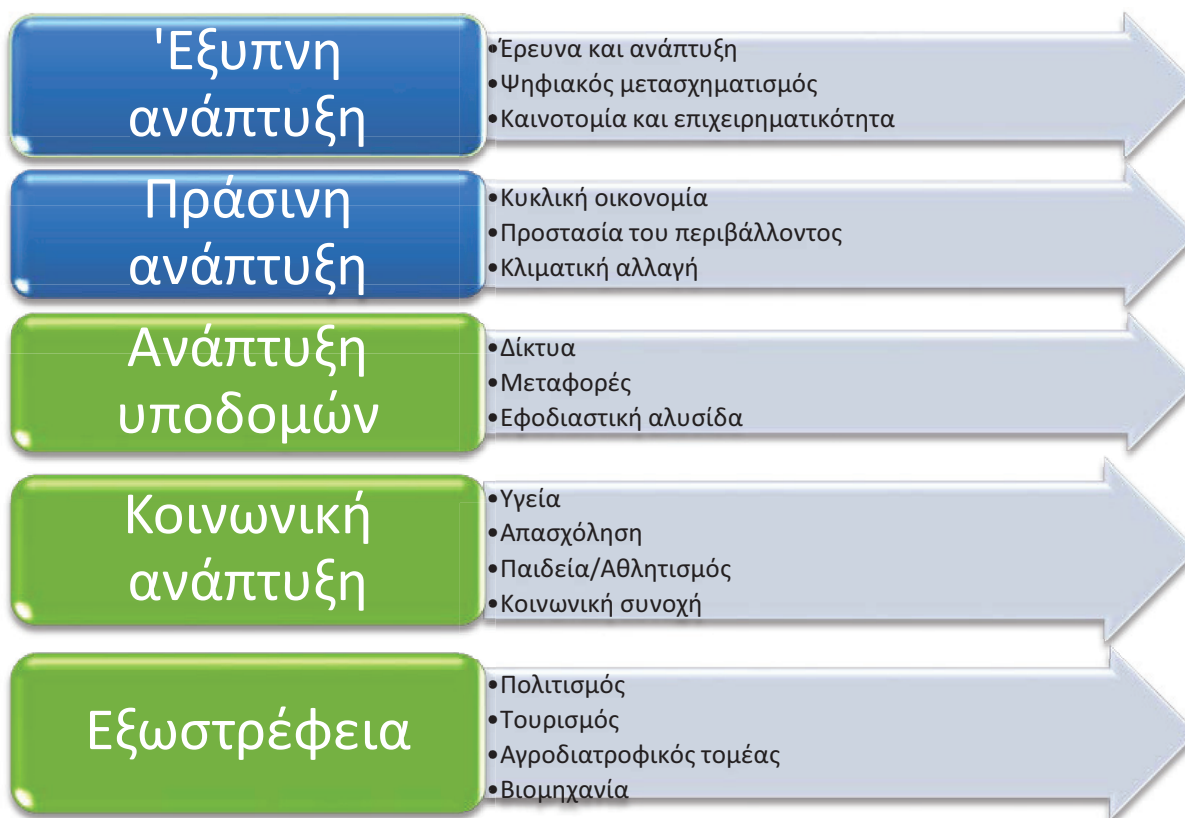 'Εξυπνη
ανάπτυξη
•Έρευνα και ανάπτυξη
•Ψηφιακός μετασχηματισμός
•Καινοτομία και επιχειρηματικότητα
Πράσινη
ανάπτυξη
•Κυκλική οικονομία
•Προστασία του περιβάλλοντος
•Κλιματική αλλαγή
Ανάπτυξη
υποδομών
•Δίκτυα
•Μεταφορές
•Εφοδιαστική αλυσίδα
Κοινωνική
ανάπτυξη
•Υγεία
•Απασχόληση
•Παιδεία/Αθλητισμός
•Κοινωνική συνοχή
Εξωστρέφεια
•Πολιτισμός
•Τουρισμός
•Αγροδιατροφικός τομέας
•Βιομηχανία